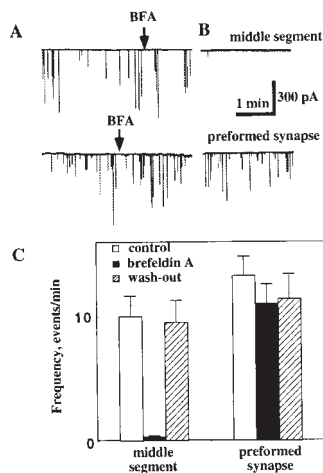 A
BFA
B
middle segment
1 min
300 pA
BFA
preformed synapse
C
control
brefeldin A
wash-out
Frequency, events/min
10
0
middle segment
preformed synapse